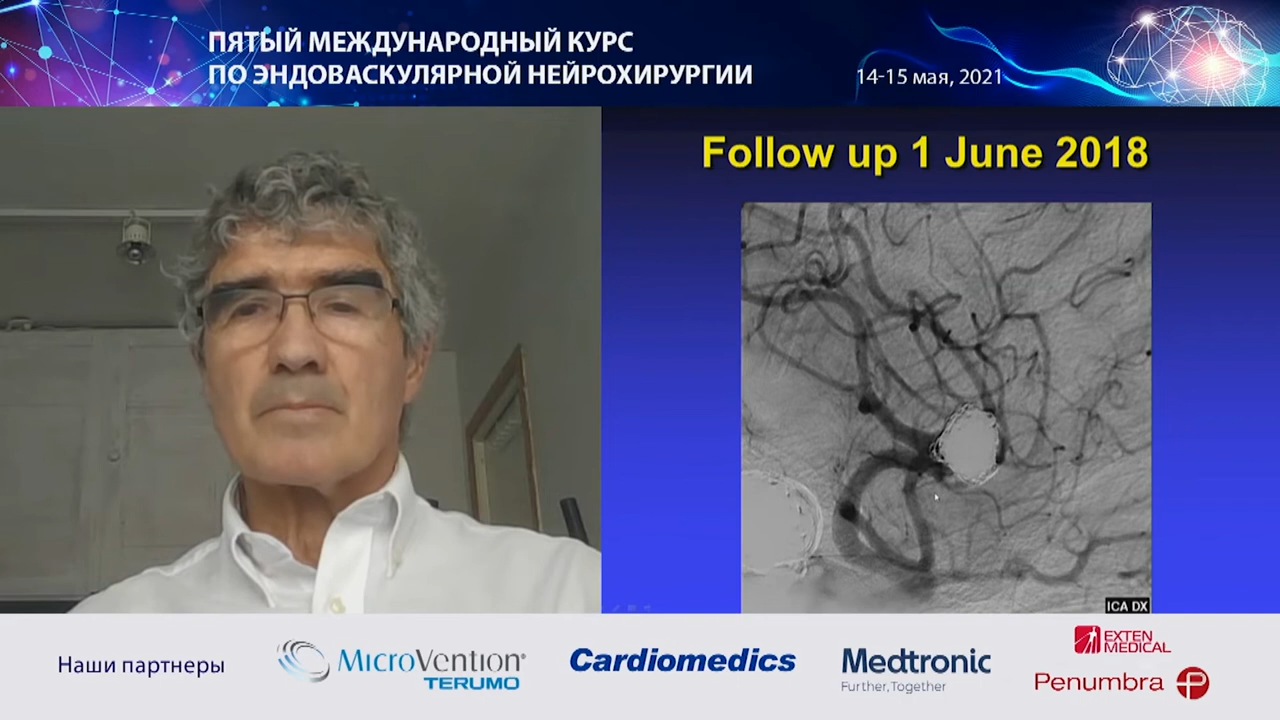 ПЯТЫЙ МЕЖДУНАРОДНЫЙ КУРС
ПО ЭНДОВАСКУЛЯРНОЙ НЕЙРОХИРУРГИИ
14-15 мая, 2021
Follow up 1 June 2018
ICA DX
Наши партнеры
MICROVENTION®
TERUMO
Cardiomedics
Medtronic
Further, Together
EXTEN
MEDICAL
Penumbra